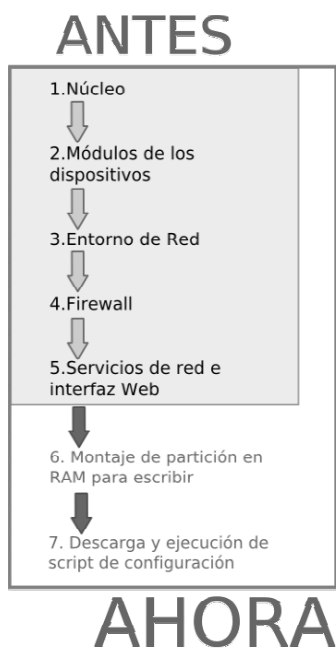 ANTES
1.Núcleo
2.Módulos de los
dispositivos
3.Entorno de Red
4.Firewall
5.Servicios de red e
interfaz Web
6. Montaje de partición en
RAM para escribir
7. Descarga y ejecución de
script de configuración
AHORA